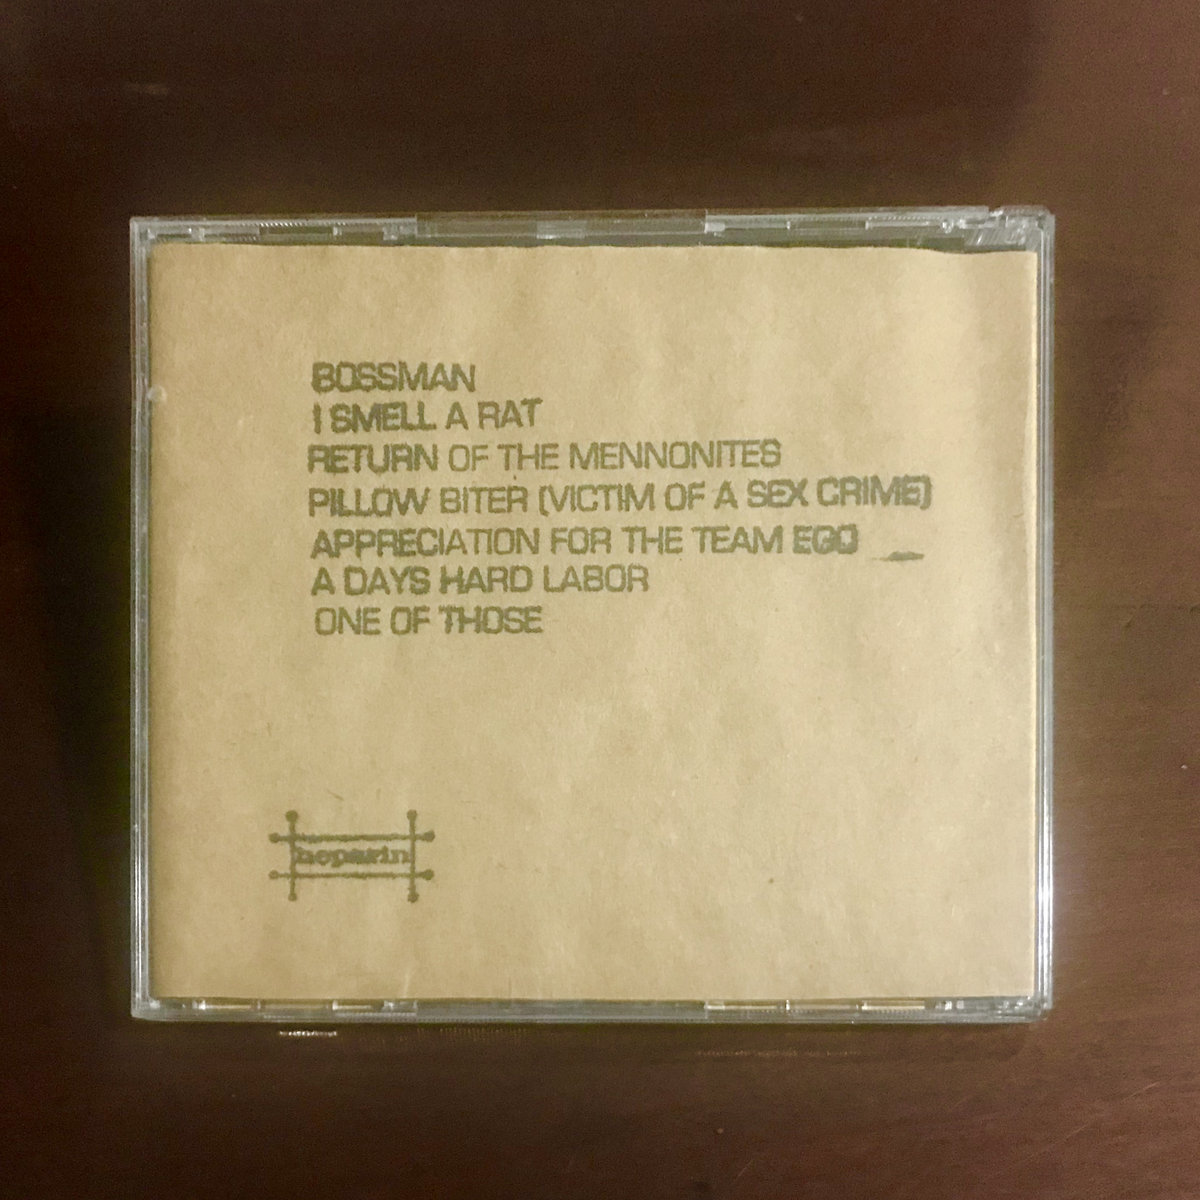 BOSSMAN
I SMELL A RAT
RETURN OF THE MENNONITES
PILLOW BITER (VICTIM OF A SEX CRIME)
APPRECIATION FOR THE TEAM EGO
A DAYS HARD LABOR
ONE OF THOSE
heparin